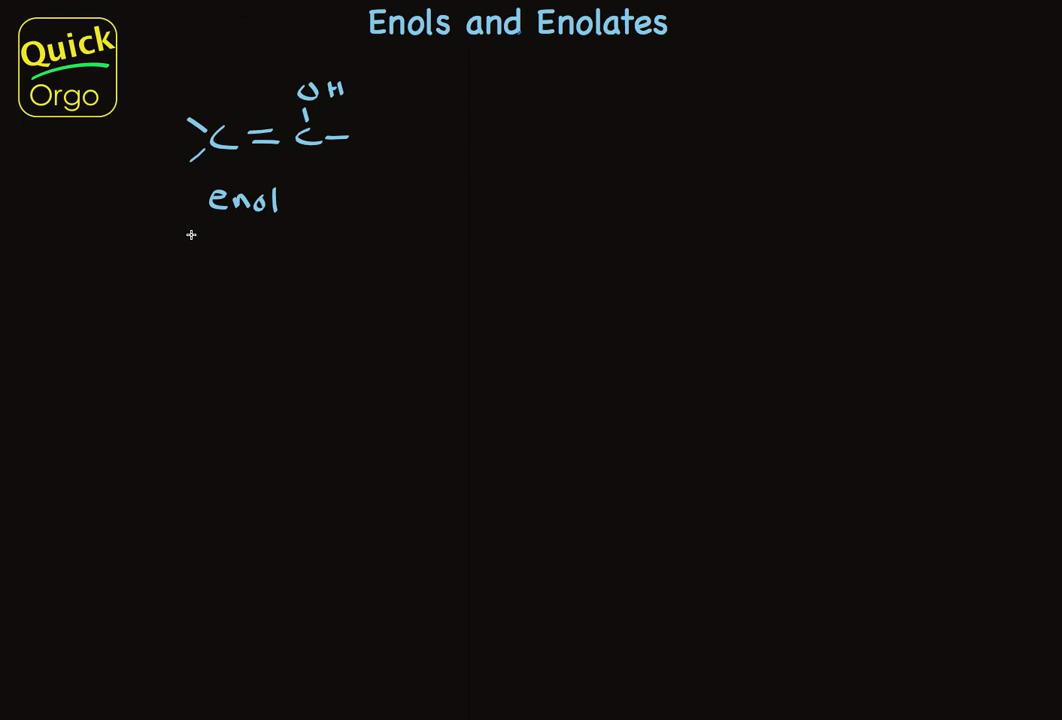 Enols and Enolates
Quick
Orgo
OH
C = C -
enol